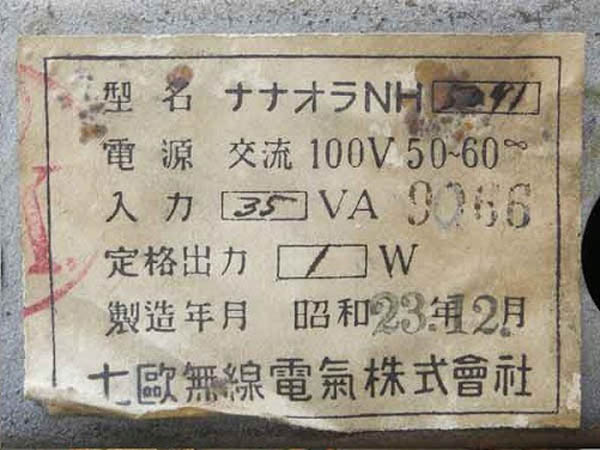 型名 ナナオラNH 5041
電源 交流 100V 50~60∞
入力 35 VA 9066
定格出力 1 W
製造年月 昭和23年12月
七歐無線電氣株式會社